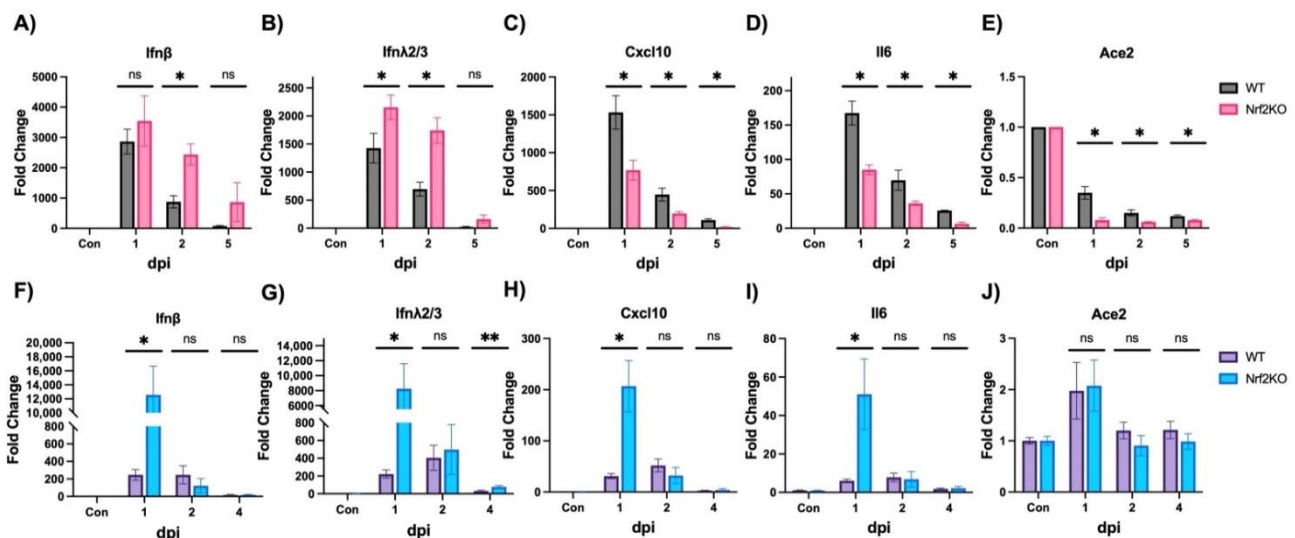 A)
Ifnβ
ns * ns
5000
4000
3000
2000
1000
0
Fold Change
Con 1 2 5
dpi
B)
Ifnλ2/3
* * ns
2500
2000
1500
1000
500
0
Fold Change
Con 1 2 5
dpi
C)
Cxcl10
* * *
2000
1500
1000
500
0
Fold Change
Con 1 2 5
dpi
D)
Il6
* * *
200
150
100
50
0
Fold Change
Con 1 2 5
dpi
E)
Ace2
* * *
1.5
1.0
0.5
0.0
Fold Change
Con 1 2 5
dpi
WT
Nrf2KO
F)
Ifnβ
* ns ns
20,000
18,000
16,000
14,000
12,000
10,000
800
600
400
200
0
Fold Change
Con 1 2 4
dpi
G)
Ifnλ2/3
* ns **
14,000
12,000
10,000
8,000
6000
800
600
400
200
0
Fold Change
Con 1 2 4
dpi
H)
Cxcl10
* ns ns
300
200
100
0
Fold Change
Con 1 2 4
dpi
I)
Il6
* ns ns
80
60
40
20
0
Fold Change
Con 1 2 4
dpi
J)
Ace2
ns ns ns
3
2
1
0
Fold Change
Con 1 2 4
dpi
WT
Nrf2KO